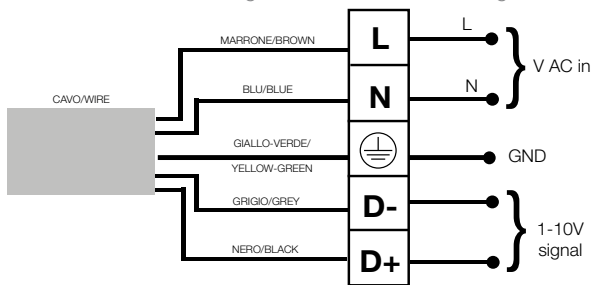 MARRONE/BROWN
L
L
V AC in
BLU/BLUE
N
N
CAVO/WIRE
GIALLO-VERDE/
YELLOW-GREEN
GND
GRIGIO/GREY
D-
1-10V
signal
NERO/BLACK
D+